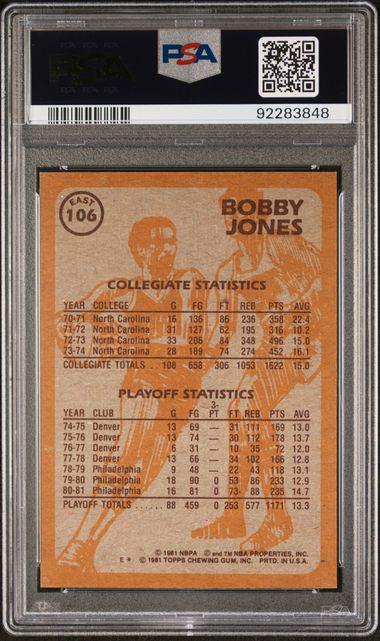 PSA
92283848
EAST
106
BOBBY
JONES
COLLEGIATE STATISTICS
YEAR COLLEGE G FG FT REB PTS AVG
70-71 North Carolina 16 136 86 236 358 22.4
71-72 North Carolina 31 127 62 195 316 10.2
72-73 North Carolina 33 206 84 348 496 15.0
73-74 North Carolina 28 189 74 274 452 16.1
COLLEGIATE TOTALS . . 108 658 306 1053 1622 15.0
PLAYOFF STATISTICS
YEAR CLUB G FG 3-PT FT REB PTS AVG
74-75 Denver 13 69 — 31 111 169 13.0
75-76 Denver 13 74 — 30 112 178 13.7
76-77 Denver 6 31 — 10 35 72 12.0
77-78 Denver 13 66 — 34 102 166 12.8
78-79 Philadelphia 9 48 — 22 43 118 13.1
79-80 Philadelphia 18 90 0 53 86 233 12.9
80-81 Philadelphia 16 81 0 73 88 235 14.7
PLAYOFF TOTALS . . . . . 88 459 0 253 577 1171 13.3
© 1981 NBPA © and TM NBA PROPERTIES, INC.
E * © 1981 TOPPS CHEWING GUM, INC. PRTD. IN U.S.A.